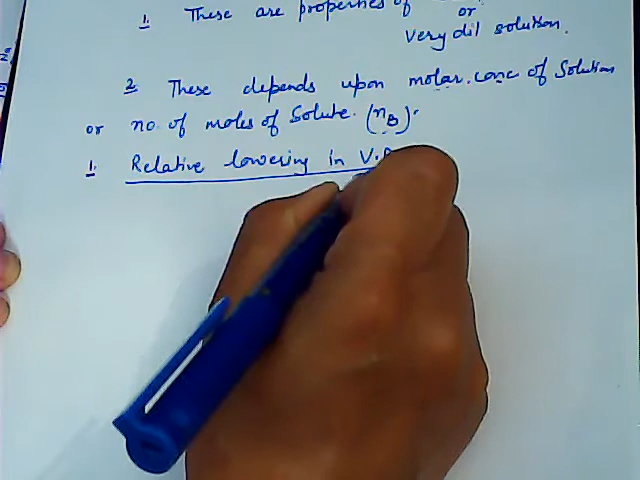 1. These are properties of
or
Very dil solution.
2. These depends upon molar. conc of Solution
or no. of moles of Solute. (nB).
1. Relative lowering in V.P